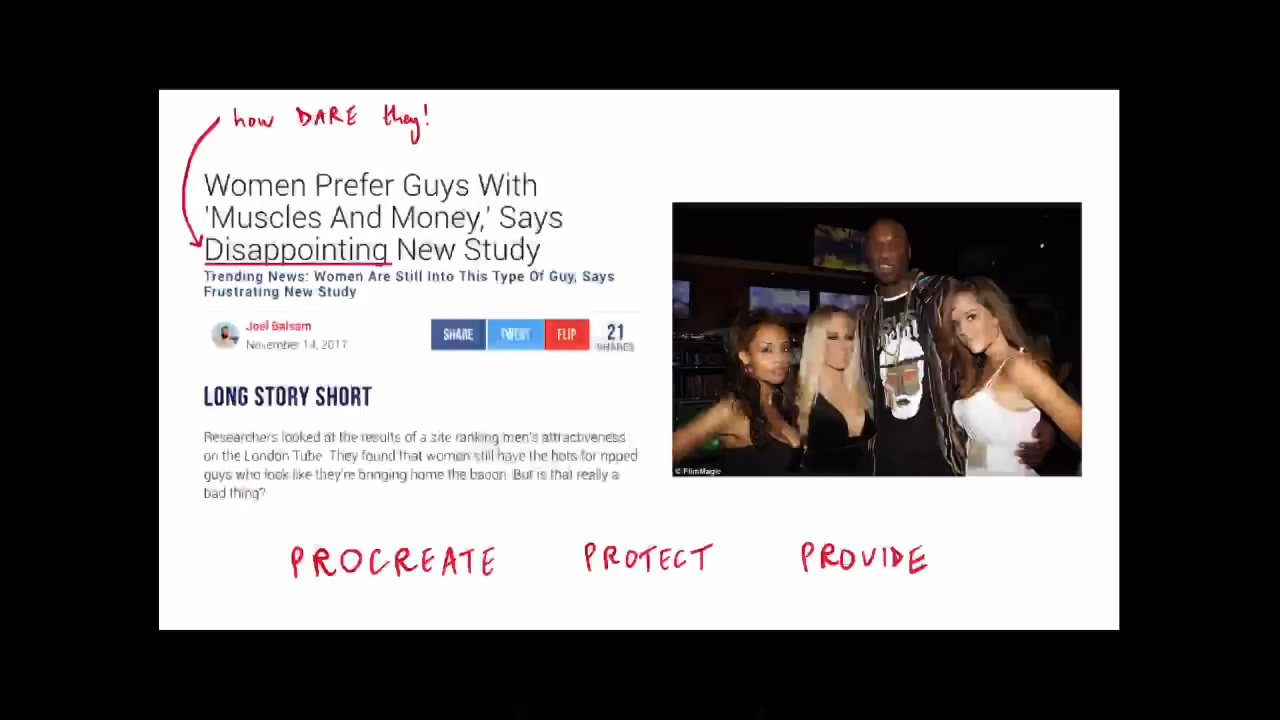 how DARE they!
Women Prefer Guys With
'Muscles And Money,' Says
Disappointing New Study
Trending News: Women Are Still Into This Type Of Guy, Says
Frustrating New Study
Joel Balsam
November 14, 2017
SHARE TWEET FLIP 21
SHARES
LONG STORY SHORT
Researchers looked at the results of a site ranking men's attractiveness
on the London Tube. They found that women still have the hots for ripped
guys who look like they're bringing home the bacon. But is that really a
bad thing?
© FilmMagic
PROCREATE PROTECT PROVIDE